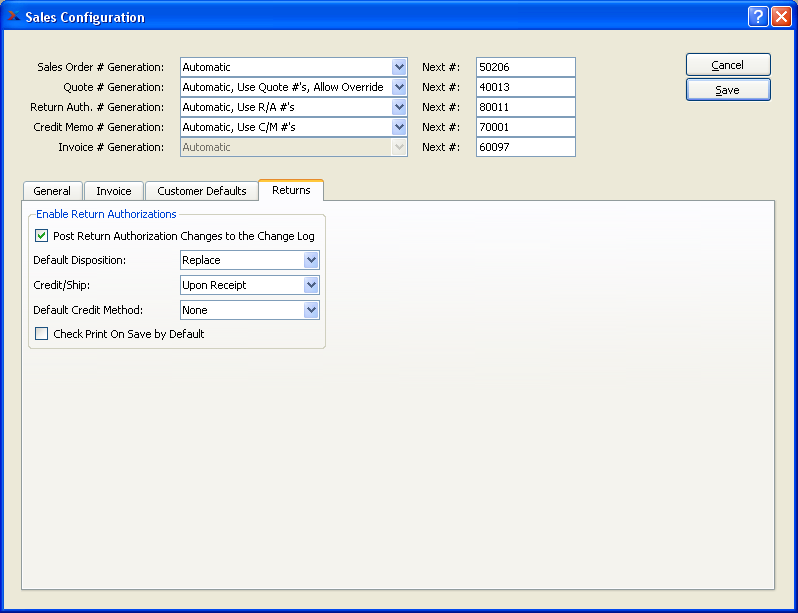 Sales Configuration
Sales Order # Generation: Automatic Next #: 50206 Cancel
Quote # Generation: Automatic, Use Quote #'s, Allow Override Next #: 40013 Save
Return Auth. # Generation: Automatic, Use R/A #'s Next #: 80011
Credit Memo # Generation: Automatic, Use C/M #'s Next #: 70001
Invoice # Generation: Automatic Next #: 60097
General Invoice Customer Defaults Returns
Enable Return Authorizations
Post Return Authorization Changes to the Change Log
Default Disposition: Replace
Credit/Ship: Upon Receipt
Default Credit Method: None
Check Print On Save by Default